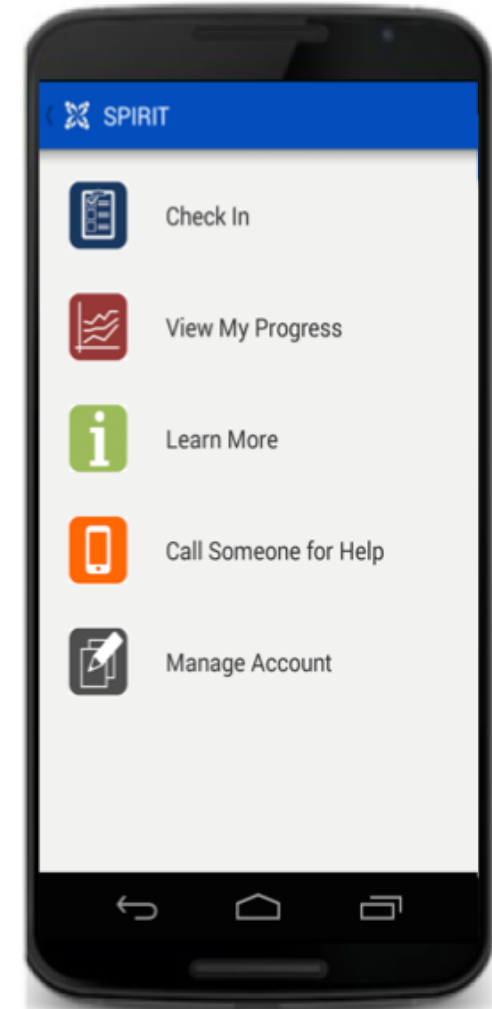 SPIRIT
Check In
View My Progress
Learn More
Call Someone for Help
Manage Account